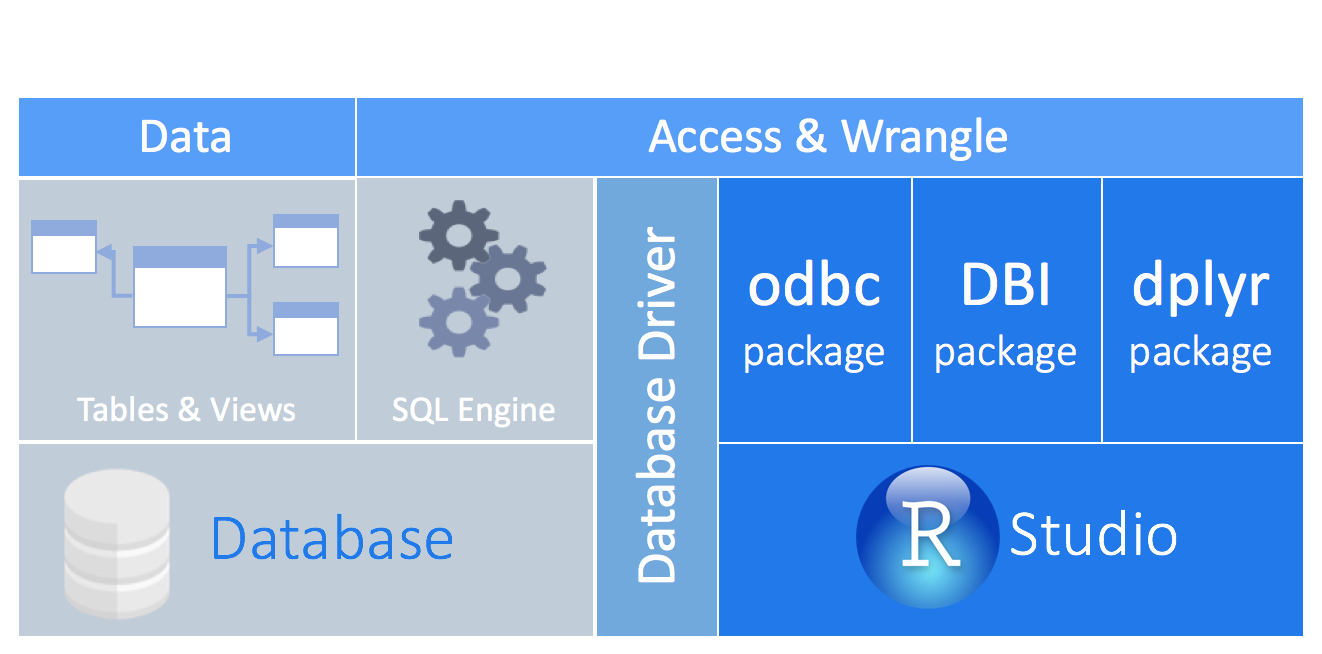 Data
Access & Wrangle
Tables & Views
SQL Engine
Database Driver
odbc
package
DBI
package
dplyr
package
Database
R Studio